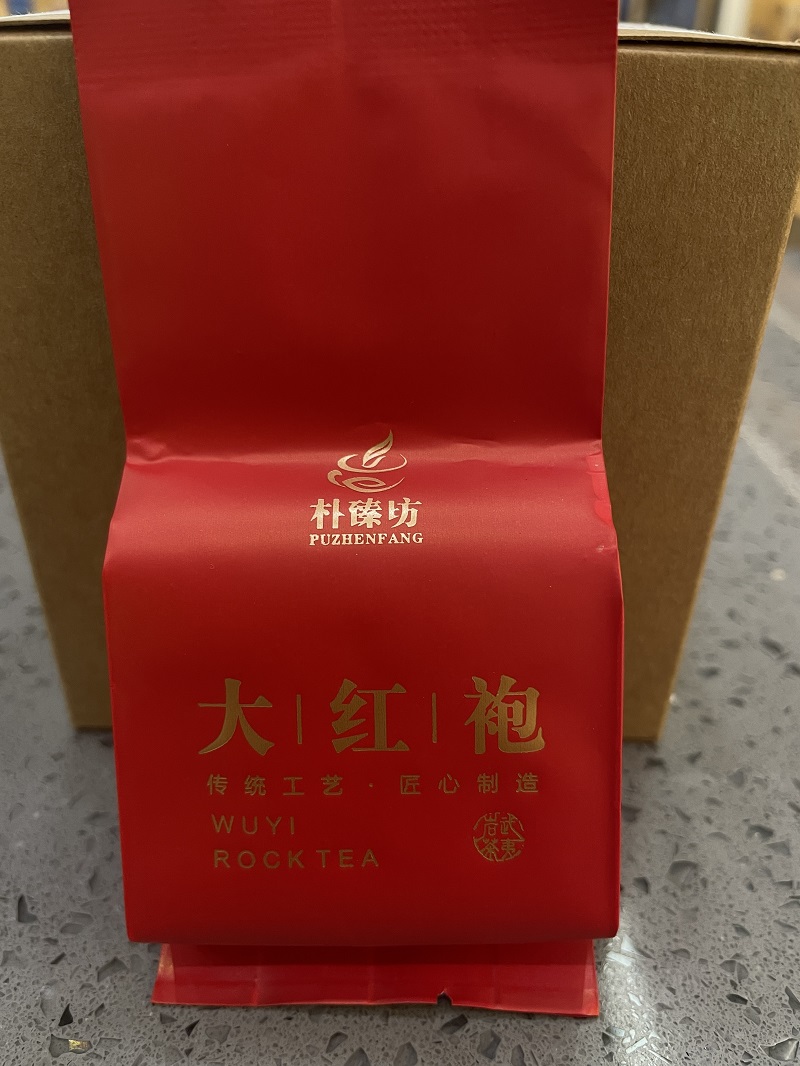 朴臻坊
PUZHENFANG
大|红|袍
传统工艺·匠心制造
WUYI
ROCK TEA
武夷岩茶